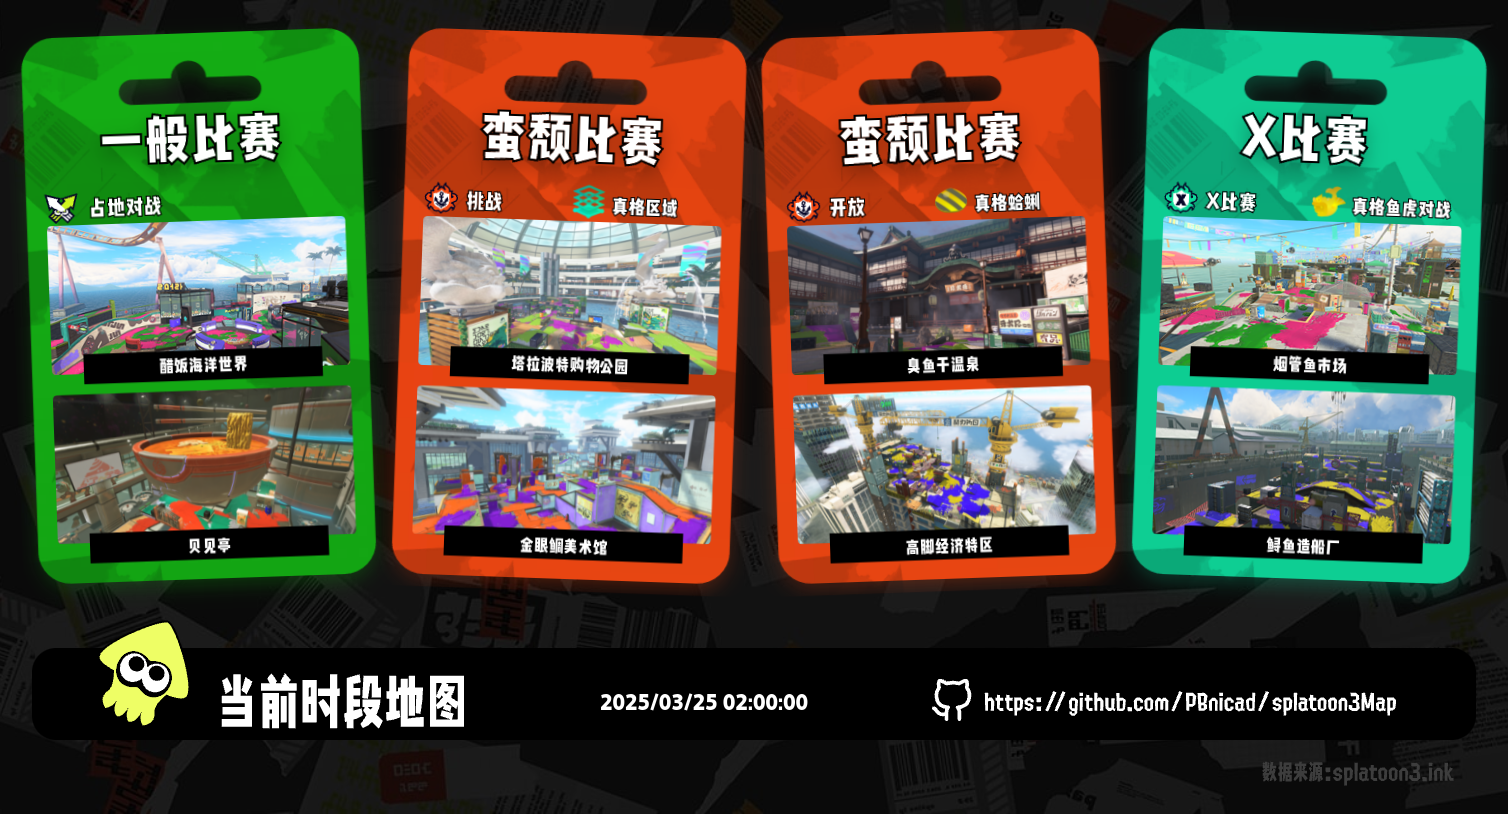 一般比赛
占地对战
醋饭海洋世界
贝见亭
蛮颓比赛
挑战
真格区域
塔拉波特购物公园
金眼鲷美术馆
蛮颓比赛
开放
真格蛤蜊
臭鱼干温泉
高脚经济特区
X比赛
X比赛
真格鱼虎对战
烟管鱼市场
鲟鱼造船厂
当前时段地图
2025/03/25 02:00:00
https://github.com/PBnicad/splatoon3Map
数据来源:splatoon3.ink